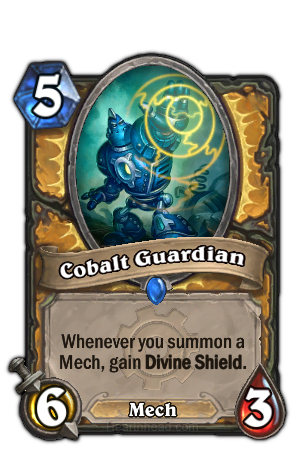 5
Cobalt Guardian
Whenever you summon a
Mech, gain Divine Shield.
6
Mech
3